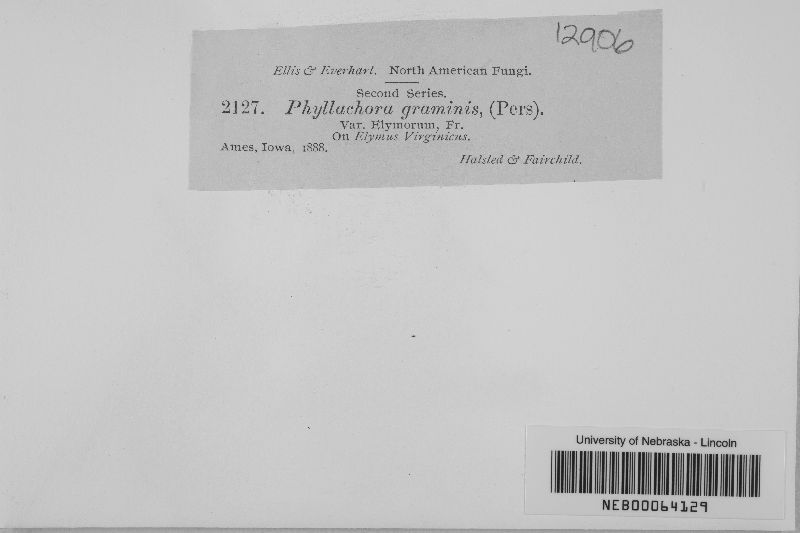 12906
Ellis & Everhart. North American Fungi.
Second Series.
2127. Phyllachora graminis, (Pers).
Var. Elymorum, Fr.
On Elymus Virginicus.
Ames, Iowa, 1888.
Halsted & Fairchild.
University of Nebraska - Lincoln
NEB00064129